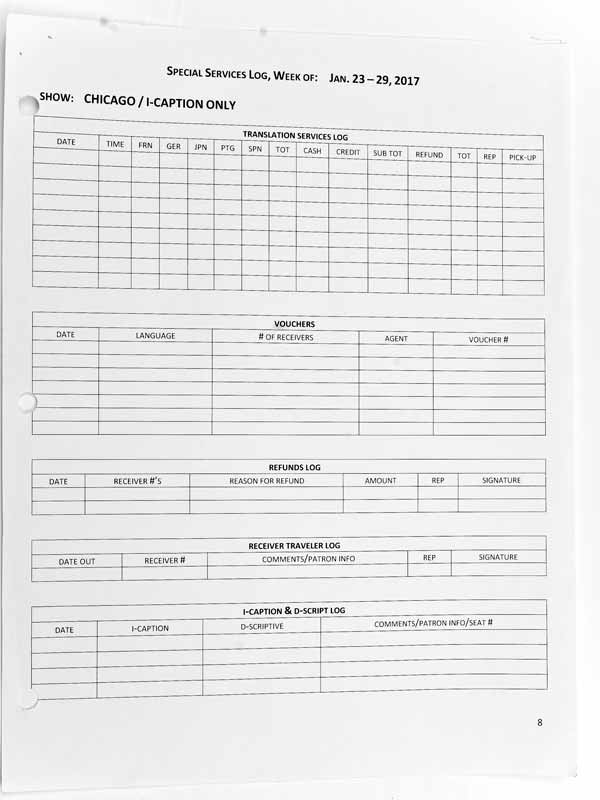 SPECIAL SERVICES LOG, WEEK OF: JAN. 23 – 29, 2017
SHOW: CHICAGO / I-CAPTION ONLY
TRANSLATION SERVICES LOG
DATE TIME FRN GER JPN PTG SPN TOT CASH CREDIT SUB TOT REFUND TOT REP PICK-UP
VOUCHERS
DATE LANGUAGE # OF RECEIVERS AGENT VOUCHER #
REFUNDS LOG
DATE RECEIVER #'S REASON FOR REFUND AMOUNT REP SIGNATURE
RECEIVER TRAVELER LOG
DATE OUT RECEIVER # COMMENTS/PATRON INFO REP SIGNATURE
I-CAPTION & D-SCRIPT LOG
DATE I-CAPTION D-SCRIPTIVE COMMENTS/PATRON INFO/SEAT #
8